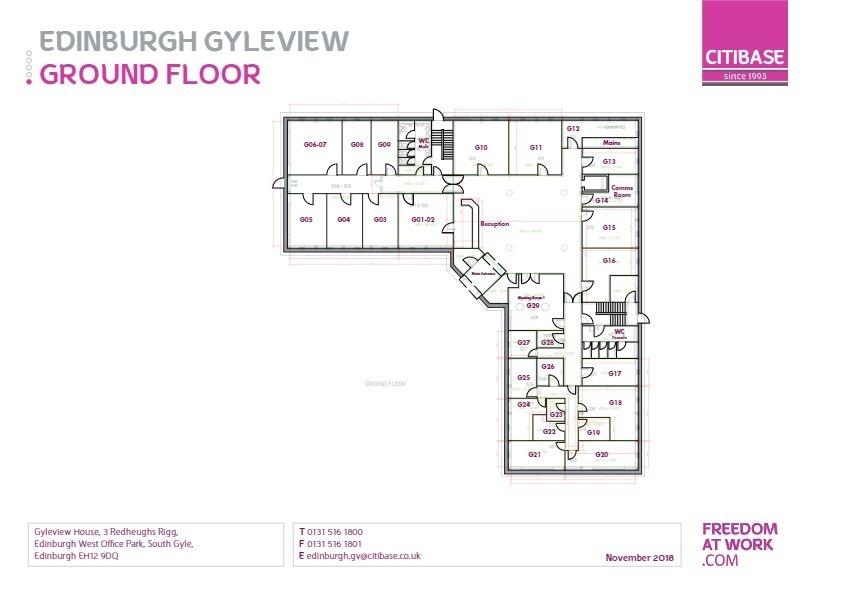 EDINBURGH GYLEVIEW
GROUND FLOOR
CITIBASE
since 1993
G06-07
G08
G09
WC
Male
G10
G11
G12
Mains
G13
Comms
Room
G14
G05
G04
G03
G01-02
Reception
G15
G16
Main Entrance
Meeting Room 1
G29
WC
Female
G27
G28
G26
G25
G17
G24
G23
G18
G22
G19
G21
G20
GROUND FLOOR
Gyleview House, 3 Redheughs Rigg,
Edinburgh West Office Park, South Gyle,
Edinburgh EH12 9DQ
T 0131 516 1800
F 0131 516 1801
E edinburgh.gv@citibase.co.uk
November 2018
FREEDOM
AT WORK
.COM